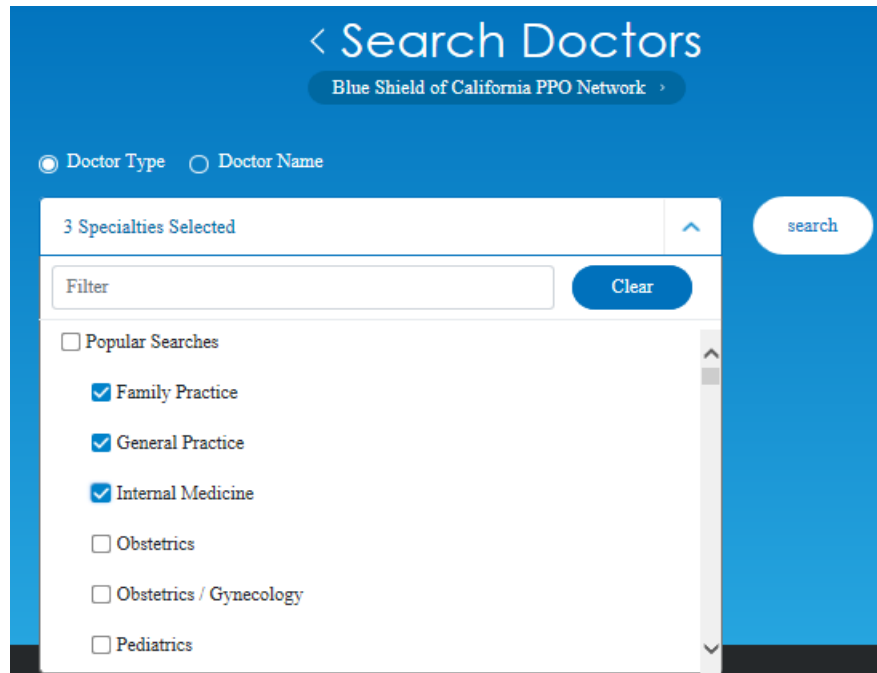 < Search Doctors
Blue Shield of California PPO Network >
Doctor Type Doctor Name
3 Specialties Selected
search
Filter
Clear
Popular Searches
Family Practice
General Practice
Internal Medicine
Obstetrics
Obstetrics / Gynecology
Pediatrics